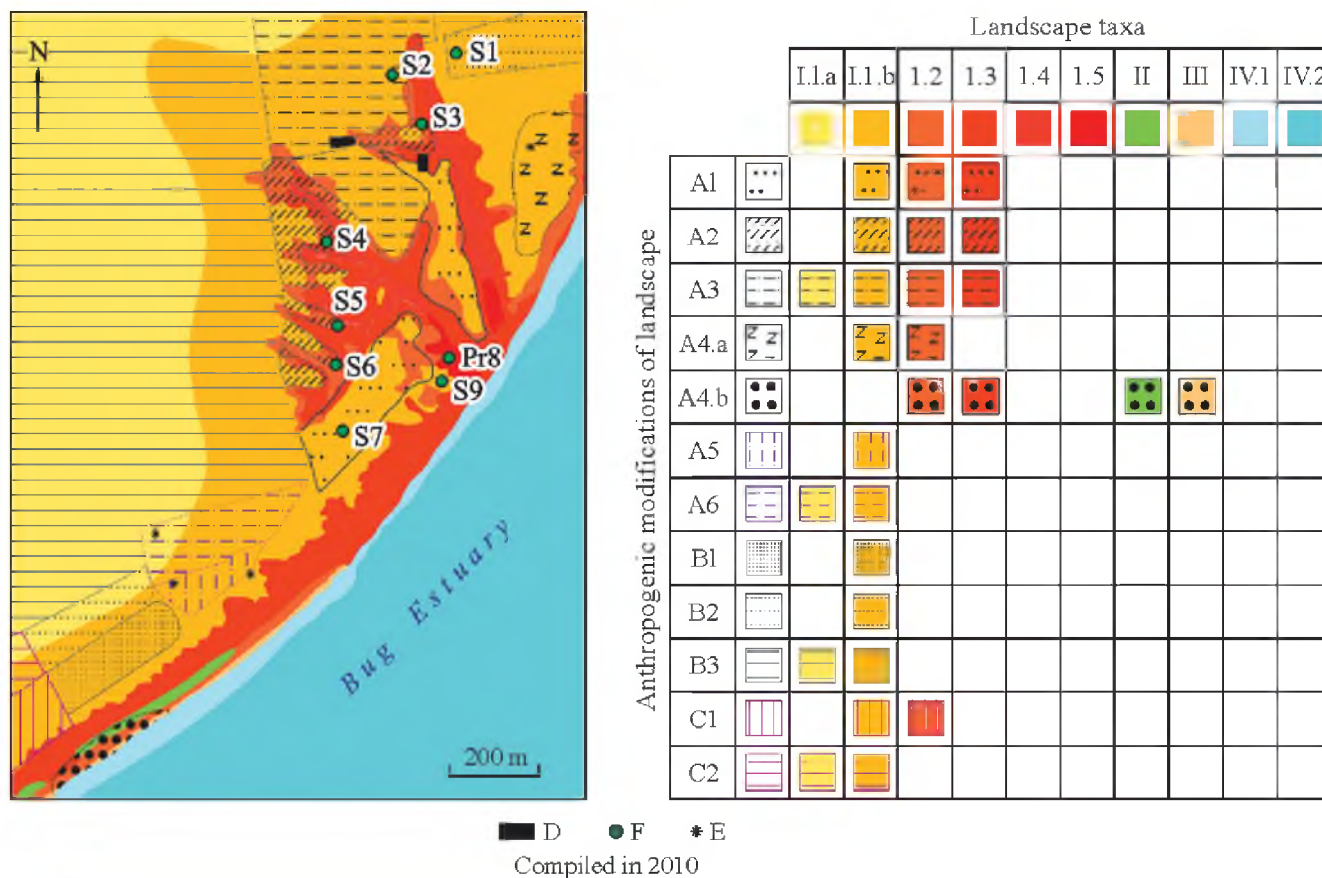 N
S1
S2
S3
S4
S5
S6
Pr8
S9
S7
Bug Estuary
200 m
Landscape taxa
I.1.a I.1.b 1.2 1.3 1.4 1.5 II III IV.1 IV.2
Anthropogenic modifications of landscape
A1
A2
A3
A4.a
A4.b
A5
A6
B1
B2
B3
C1
C2
D F E
Compiled in 2010